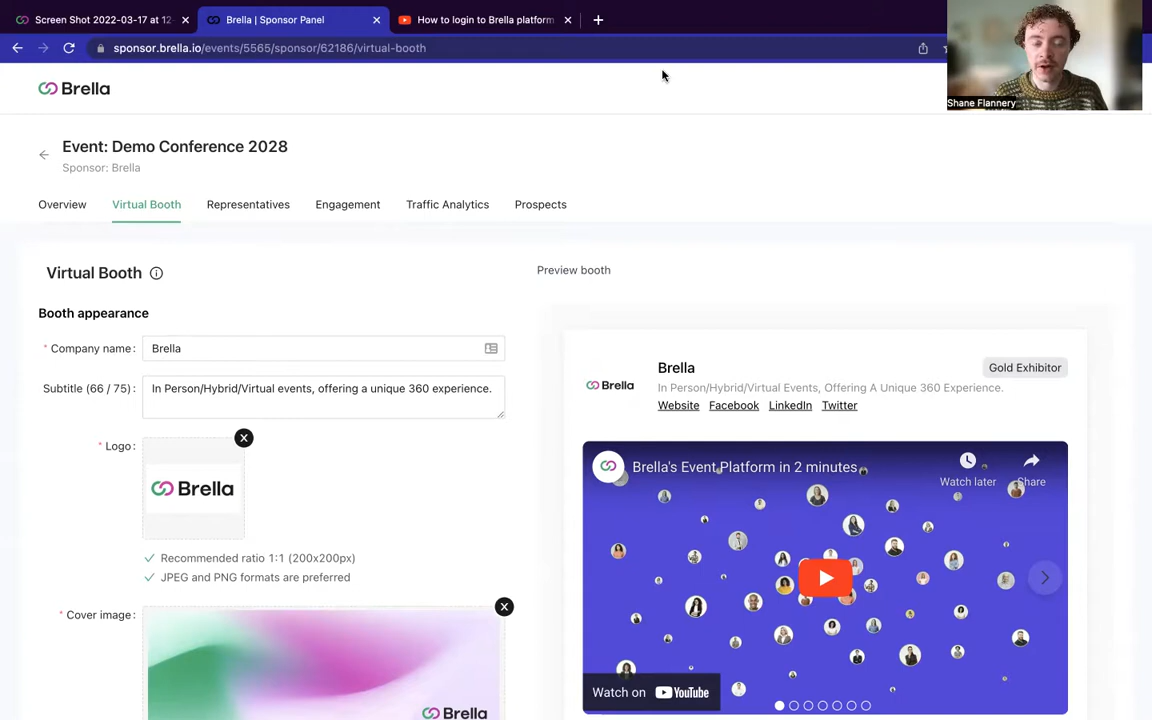 Screen Shot 2022-03-17 at 12-
Brella | Sponsor Panel
How to login to Brella platform
sponsor.brella.io/events/5565/sponsor/62186/virtual-booth
Shane Flannery
Brella
Event: Demo Conference 2028
Sponsor: Brella
Overview
Virtual Booth
Representatives
Engagement
Traffic Analytics
Prospects
Virtual Booth
Preview booth
Booth appearance
* Company name:
Brella
Subtitle (66 / 75):
In Person/Hybrid/Virtual events, offering a unique 360 experience.
* Logo:
Brella
Recommended ratio 1:1 (200x200px)
JPEG and PNG formats are preferred
* Cover image:
Brella
Brella
Brella
Gold Exhibitor
In Person/Hybrid/Virtual Events, Offering A Unique 360 Experience.
Website Facebook LinkedIn Twitter
Brella's Event Platform in 2 minutes
Watch later
Share
Watch on YouTube